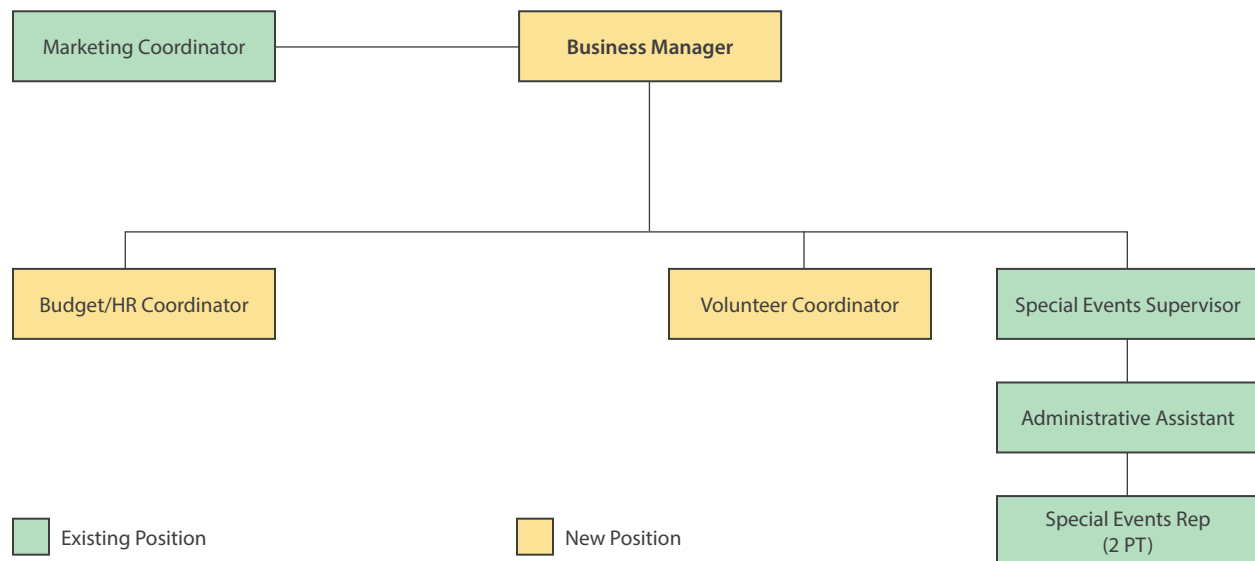 Marketing Coordinator
Business Manager
Budget/HR Coordinator
Volunteer Coordinator
Special Events Supervisor
Administrative Assistant
Special Events Rep
(2 PT)
Existing Position
New Position